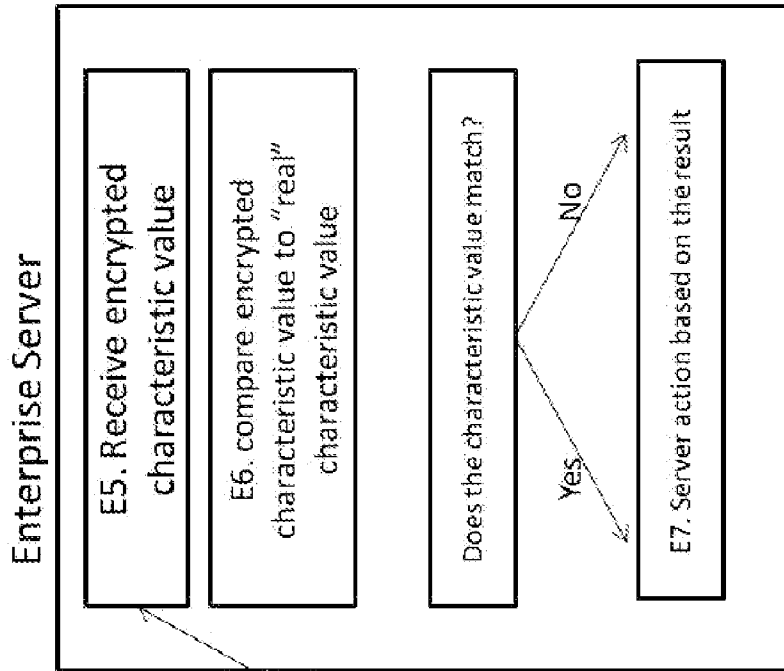 Enterprise Server
E5. Receive encrypted
characteristic value
E6. compare encrypted
characteristic value to "real"
characteristic value
Does the characteristic value match?
Yes
No
E7. Server action based on the result